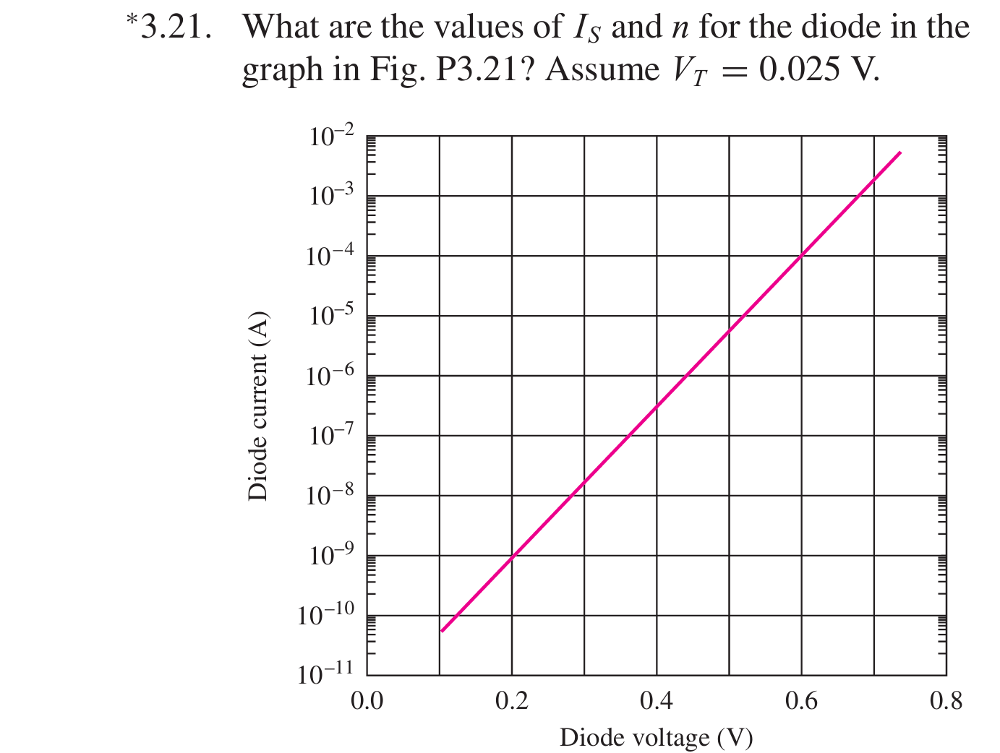 *3.21. What are the values of I_S and n for the diode in the
graph in Fig. P3.21? Assume V_T = 0.025 V.
10^–2
10^–3
10^–4
10^–5
10^–6
10^–7
10^–8
10^–9
10^–10
10^–11
Diode current (A)
0.0 0.2 0.4 0.6 0.8
Diode voltage (V)